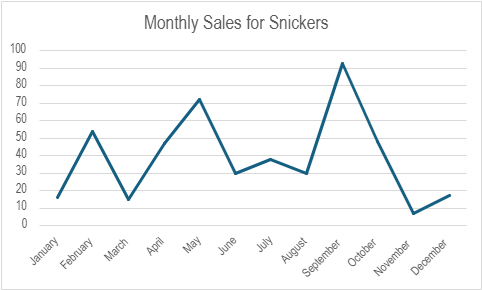 Monthly Sales for Snickers
100
90
80
70
60
50
40
30
20
10
0
January
February
March
April
May
June
July
August
September
October
November
December